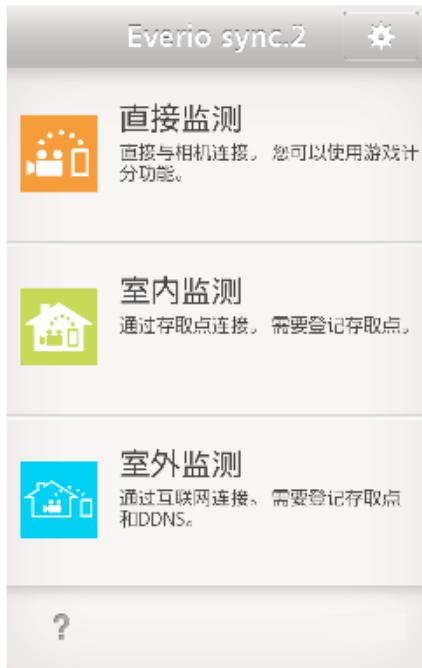 Everio sync.2
直接监测
直接与相机连接。 您可以使用游戏计
分功能。
室内监测
通过存取点连接。 需要登记存取点。
室外监测
通过互联网连接。 需要登记存取点
和DDNS。
?